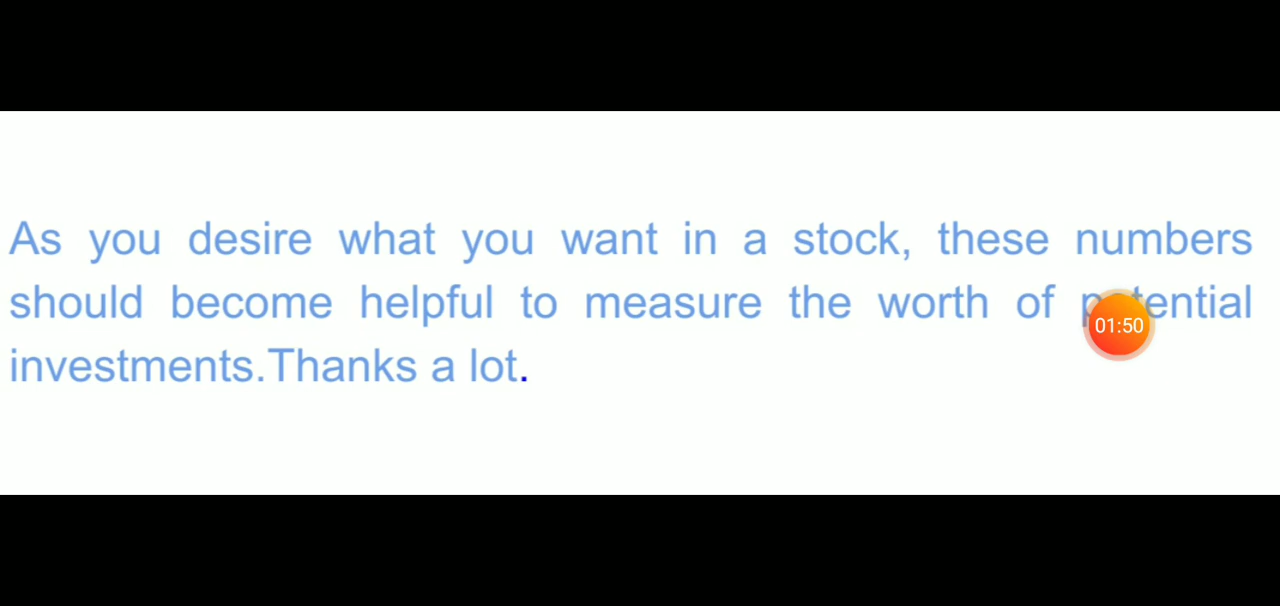 As you desire what you want in a stock, these numbers
should become helpful to measure the worth of potential
investments.Thanks a lot.
01:50